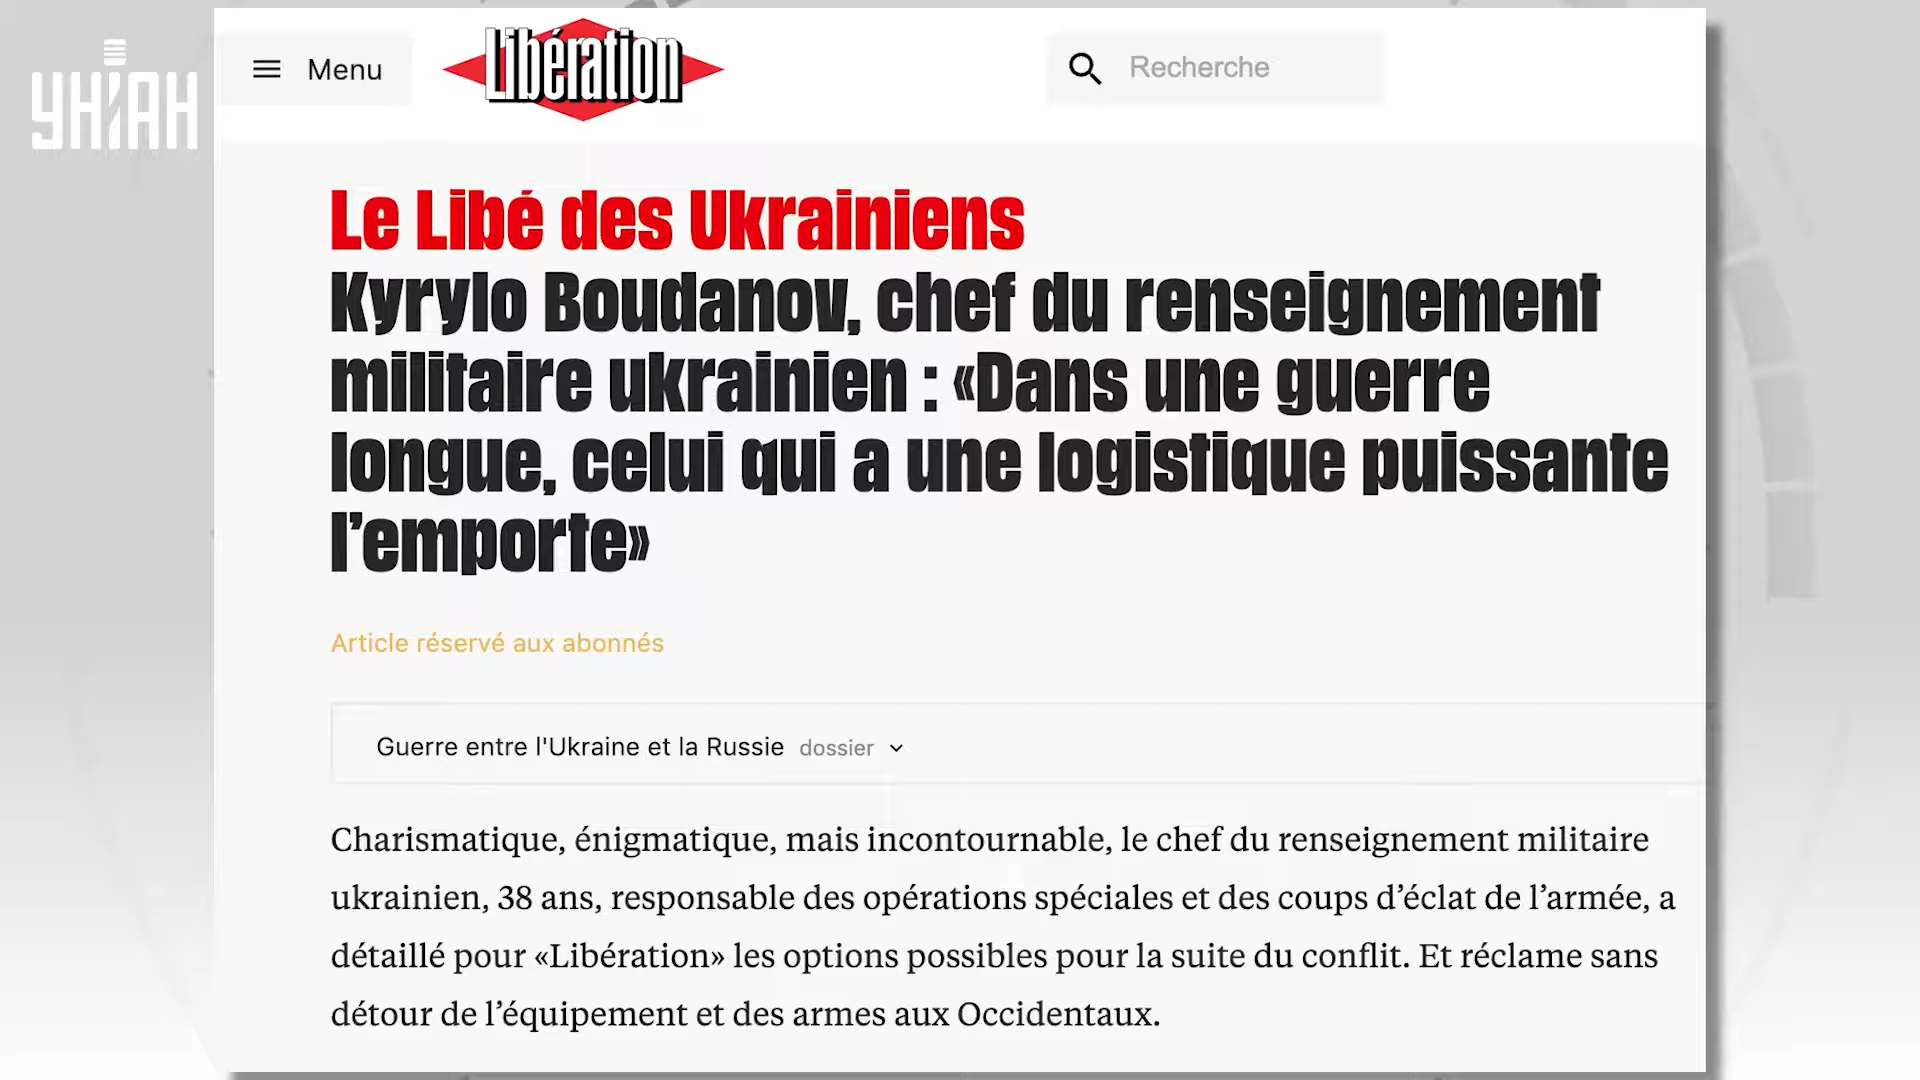 УНІАН
Menu
Libération
Recherche
Le Libé des Ukrainiens
Kyrylo Boudanov, chef du renseignement
militaire ukrainien : «Dans une guerre
longue, celui qui a une logistique puissante
l’emporte»
Article réservé aux abonnés
Guerre entre l'Ukraine et la Russie dossier
Charismatique, énigmatique, mais incontournable, le chef du renseignement militaire
ukrainien, 38 ans, responsable des opérations spéciales et des coups d’éclat de l’armée, a
détaillé pour «Libération» les options possibles pour la suite du conflit. Et réclame sans
détour de l’équipement et des armes aux Occidentaux.